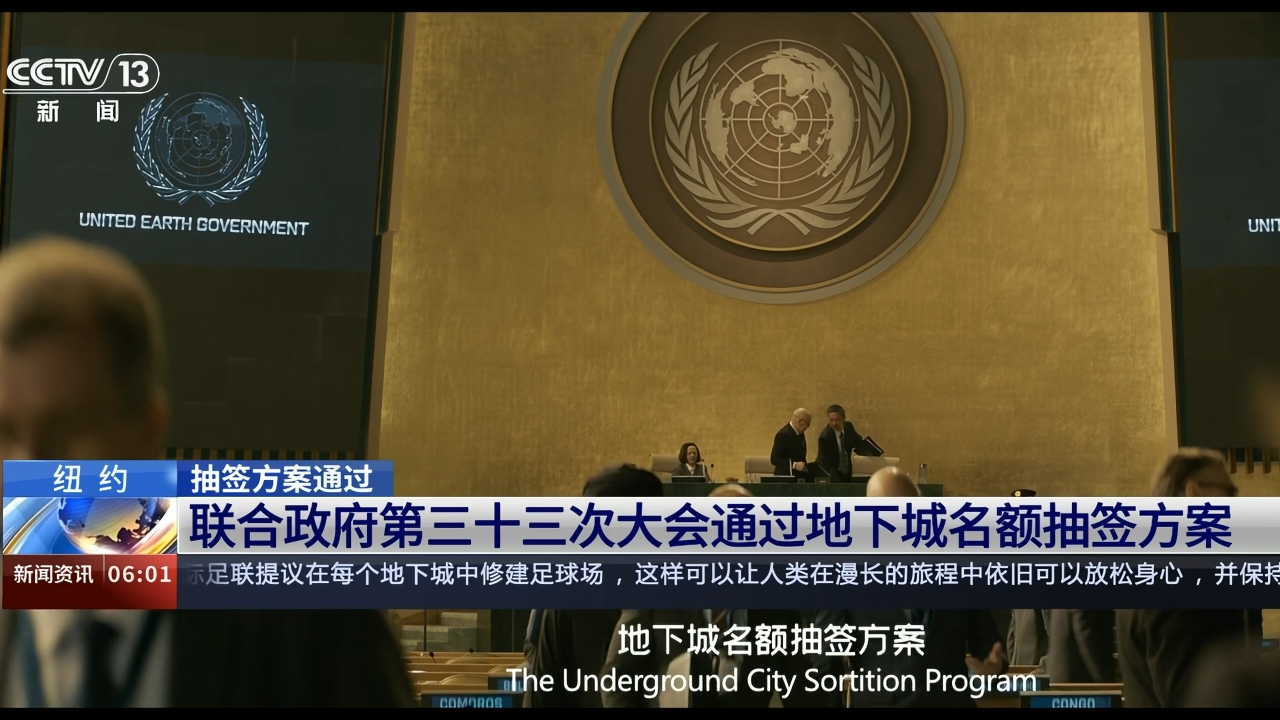 CCTV 13
新闻
UNITED EARTH GOVERNMENT
UNIT
纽约
抽签方案通过
联合政府第三十三次大会通过地下城名额抽签方案
新闻资讯
06:01
际足联提议在每个地下城中修建足球场，这样可以让人类在漫长的旅程中依旧可以放松身心，并保持
地下城名额抽签方案
The Underground City Sortition Program
COMOROS
CONGO